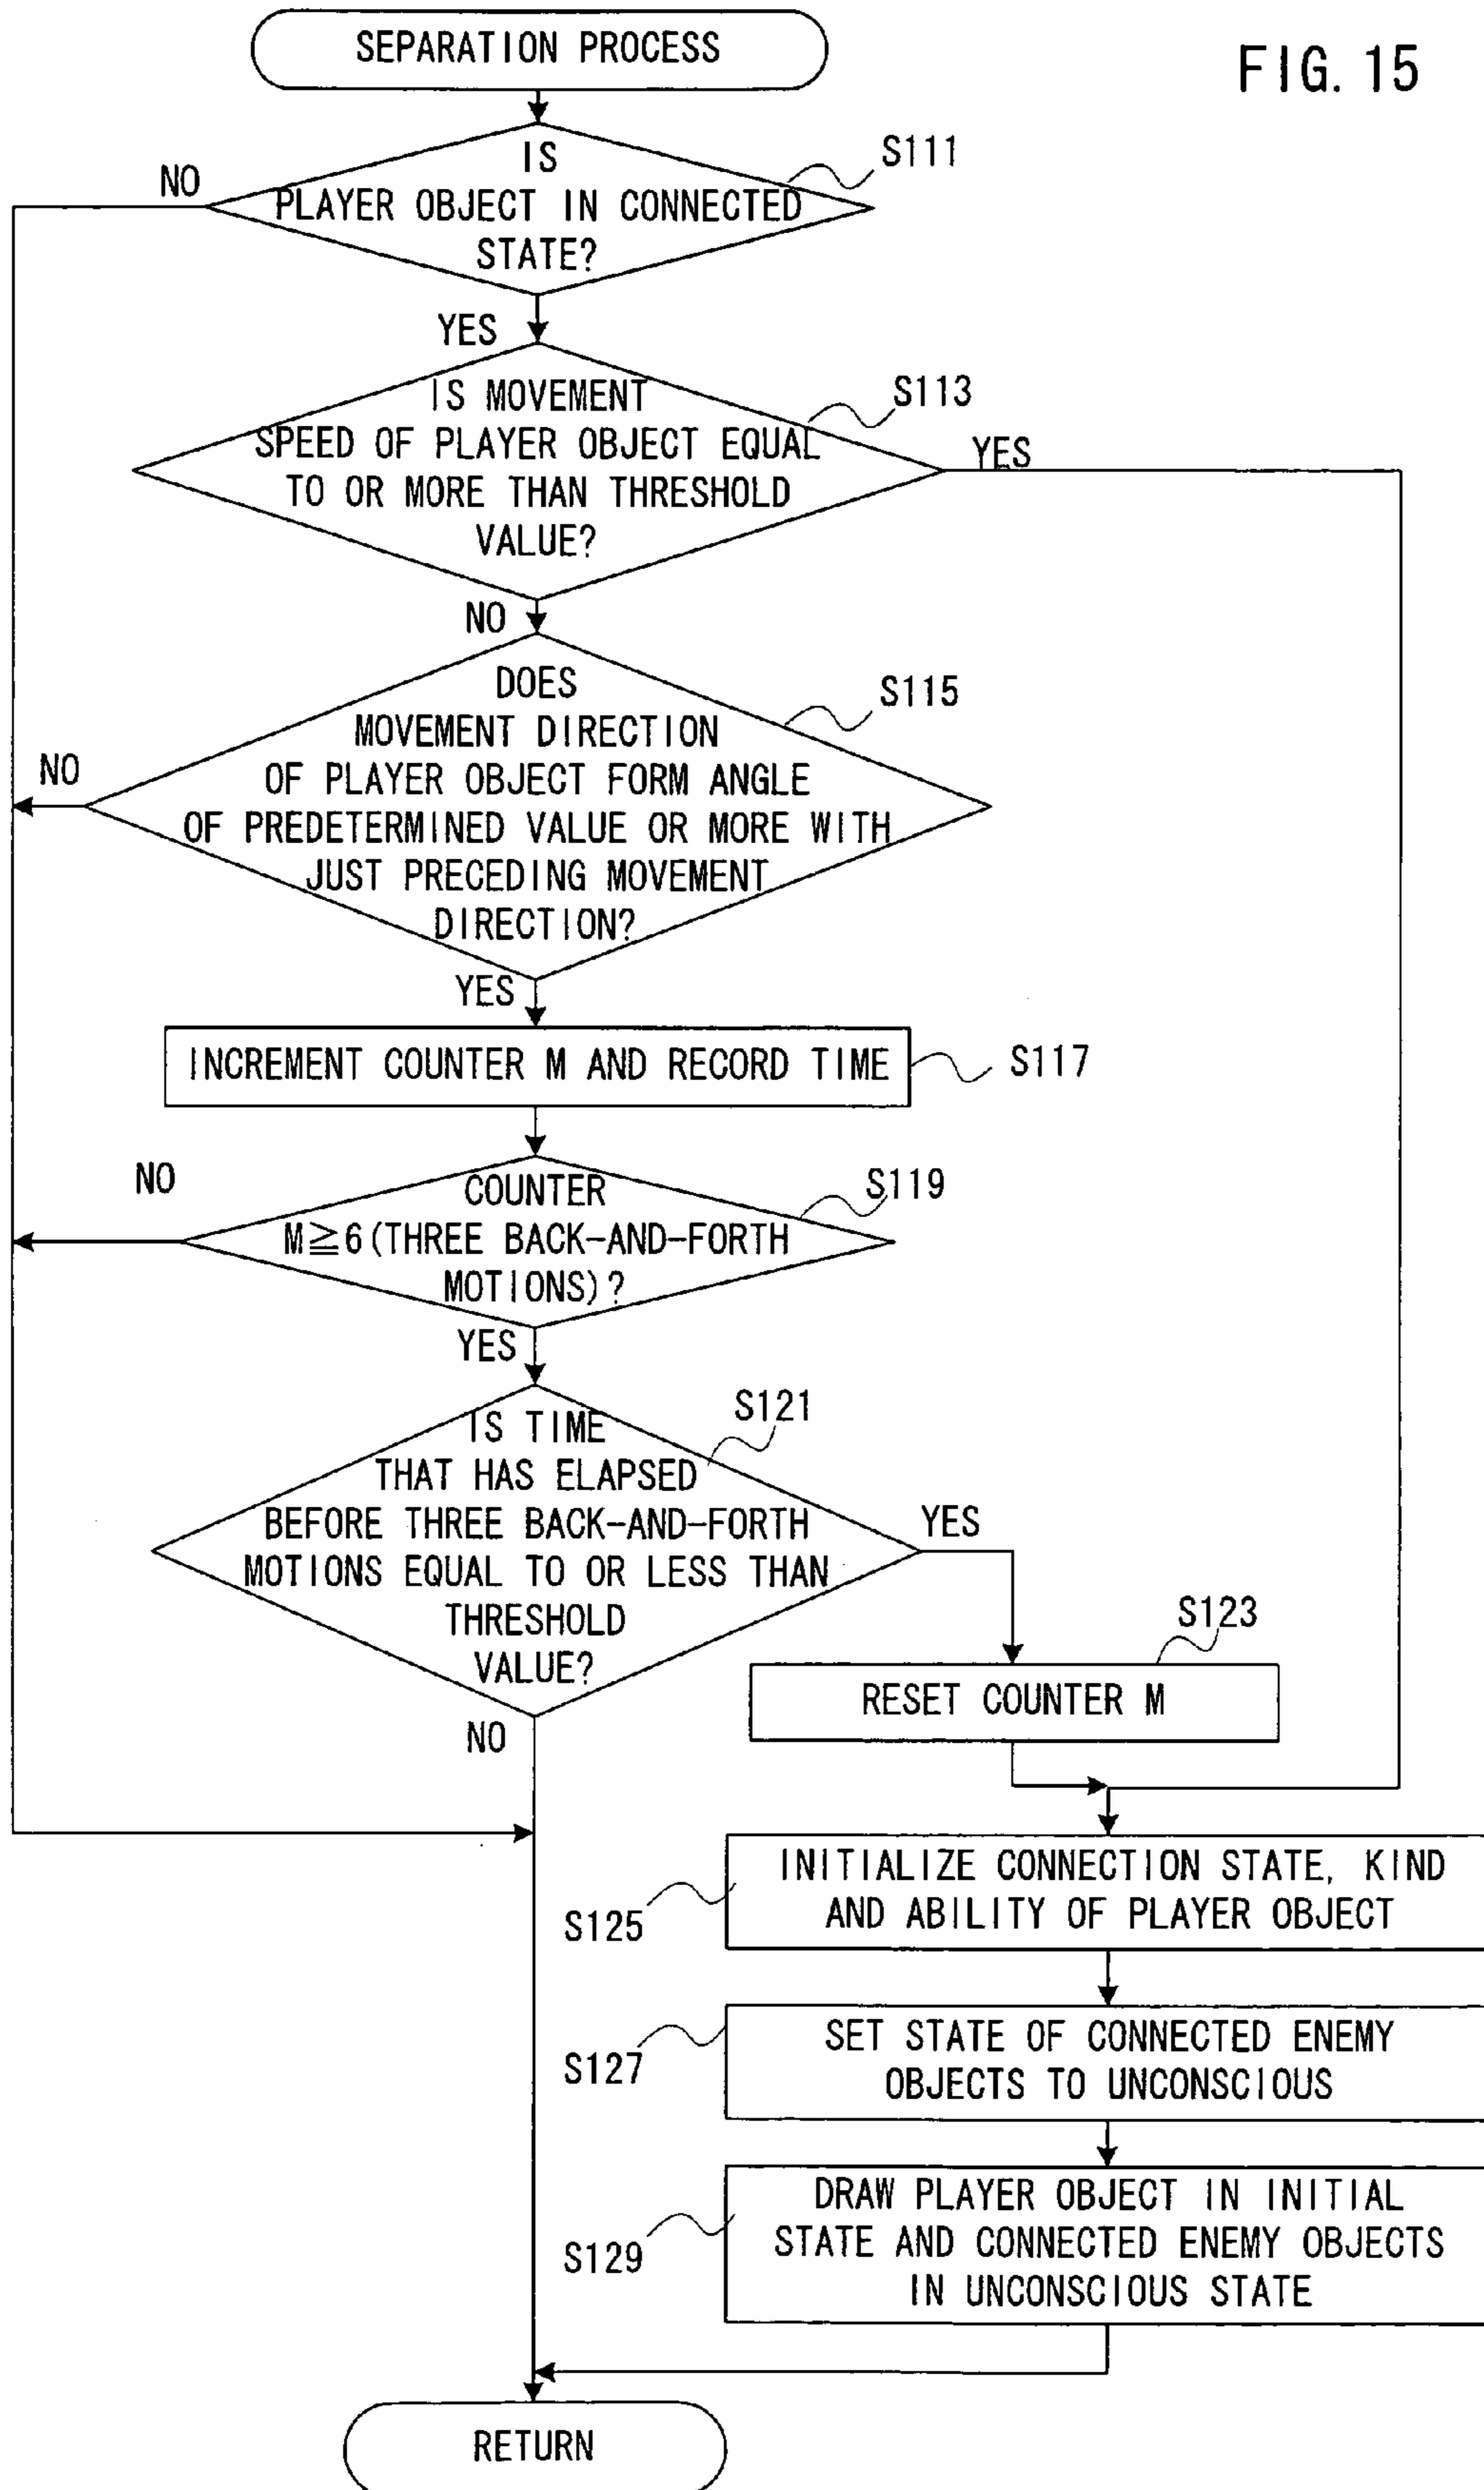 FIG. 15
SEPARATION PROCESS
S111
IS
PLAYER OBJECT IN CONNECTED
STATE?
NO
YES
S113
IS MOVEMENT
SPEED OF PLAYER OBJECT EQUAL
TO OR MORE THAN THRESHOLD
VALUE?
YES
NO
S115
DOES
MOVEMENT DIRECTION
OF PLAYER OBJECT FORM ANGLE
OF PREDETERMINED VALUE OR MORE WITH
JUST PRECEDING MOVEMENT
DIRECTION?
NO
YES
INCREMENT COUNTER M AND RECORD TIME
S117
S119
COUNTER
M≧6(THREE BACK-AND-FORTH
MOTIONS)?
NO
YES
S121
IS TIME
THAT HAS ELAPSED
BEFORE THREE BACK-AND-FORTH
MOTIONS EQUAL TO OR LESS THAN
THRESHOLD
VALUE?
YES
NO
S123
RESET COUNTER M
S125
INITIALIZE CONNECTION STATE, KIND
AND ABILITY OF PLAYER OBJECT
S127
SET STATE OF CONNECTED ENEMY
OBJECTS TO UNCONSCIOUS
S129
DRAW PLAYER OBJECT IN INITIAL
STATE AND CONNECTED ENEMY OBJECTS
IN UNCONSCIOUS STATE
RETURN